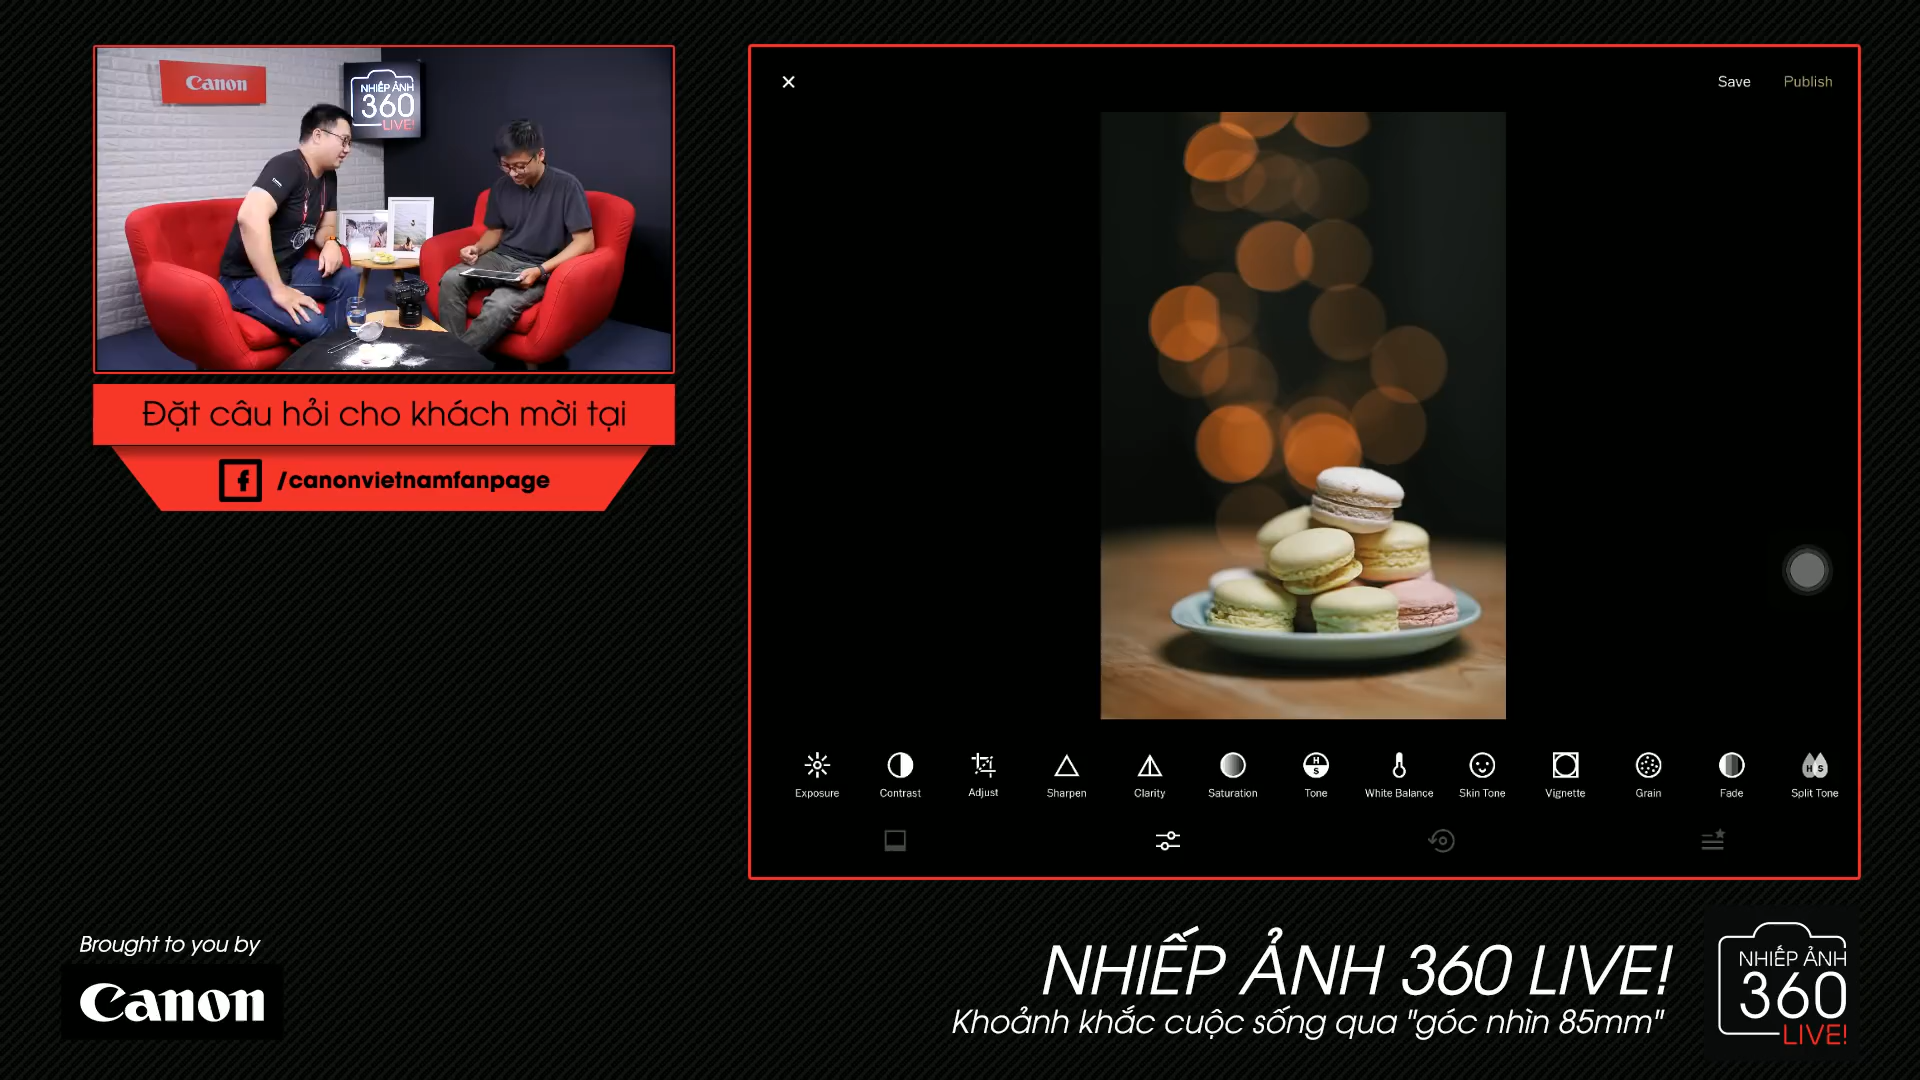 Canon
NHIẾP ẢNH
360
LIVE!
Đặt câu hỏi cho khách mời tại
f /canonvietnamfanpage
Save
Publish
Exposure
Contrast
Adjust
Sharpen
Clarity
Saturation
H
S
Tone
White Balance
Skin Tone
Vignette
Grain
Fade
H S
Split Tone
Brought to you by
Canon
NHIẾP ẢNH 360 LIVE!
Khoảnh khắc cuộc sống qua "góc nhìn 85mm"
NHIẾP ẢNH
360
LIVE!